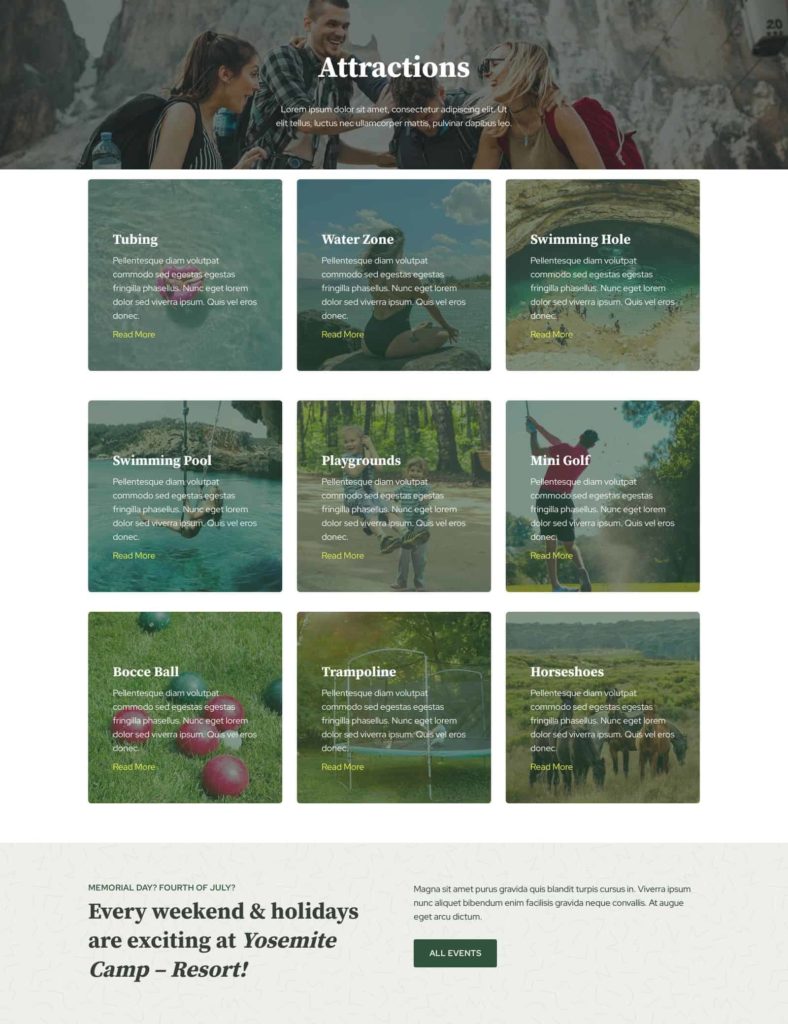 Attractions
Lorem ipsum dolor sit amet, consectetur adipiscing elit. Ut
elit tellus, luctus nec ullamcorper mattis, pulvinar dapibus leo.
Tubing
Pellentesque diam volutpat
commodo sed egestas egestas
fringilla phasellus. Nunc eget lorem
dolor sed viverra ipsum. Quis vel eros
donec.
Read More
Water Zone
Pellentesque diam volutpat
commodo sed egestas egestas
fringilla phasellus. Nunc eget lorem
dolor sed viverra ipsum. Quis vel eros
donec.
Read More
Swimming Hole
Pellentesque diam volutpat
commodo sed egestas egestas
fringilla phasellus. Nunc eget lorem
dolor sed viverra ipsum. Quis vel eros
donec.
Read More
Swimming Pool
Pellentesque diam volutpat
commodo sed egestas egestas
fringilla phasellus. Nunc eget lorem
dolor sed viverra ipsum. Quis vel eros
donec.
Read More
Playgrounds
Pellentesque diam volutpat
commodo sed egestas egestas
fringilla phasellus. Nunc eget lorem
dolor sed viverra ipsum. Quis vel eros
donec.
Read More
Mini Golf
Pellentesque diam volutpat
commodo sed egestas egestas
fringilla phasellus. Nunc eget lorem
dolor sed viverra ipsum. Quis vel eros
donec.
Read More
Bocce Ball
Pellentesque diam volutpat
commodo sed egestas egestas
fringilla phasellus. Nunc eget lorem
dolor sed viverra ipsum. Quis vel eros
donec.
Read More
Trampoline
Pellentesque diam volutpat
commodo sed egestas egestas
fringilla phasellus. Nunc eget lorem
dolor sed viverra ipsum. Quis vel eros
donec.
Read More
Horseshoes
Pellentesque diam volutpat
commodo sed egestas egestas
fringilla phasellus. Nunc eget lorem
dolor sed viverra ipsum. Quis vel eros
donec.
Read More
MEMORIAL DAY? FOURTH OF JULY?
Every weekend & holidays
are exciting at Yosemite
Camp – Resort!
Magna sit amet purus gravida quis blandit turpis cursus in. Viverra ipsum
nunc aliquet bibendum enim facilisis gravida neque convallis. At augue
eget arcu dictum.
ALL EVENTS